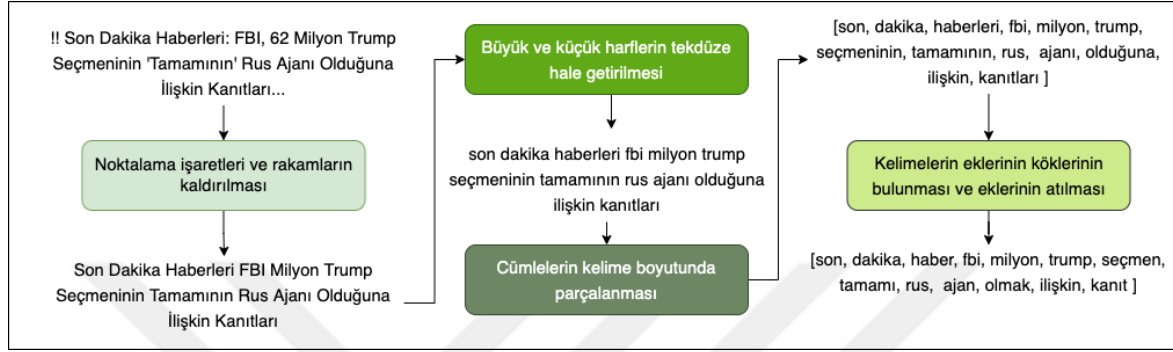 !! Son Dakika Haberleri: FBI, 62 Milyon Trump
Seçmeninin 'Tamamının' Rus Ajanı Olduğuna
İlişkin Kanıtları...
Noktalama işaretleri ve rakamların
kaldırılması
Son Dakika Haberleri FBI Milyon Trump
Seçmeninin Tamamının Rus Ajanı Olduğuna
İlişkin Kanıtları
Büyük ve küçük harflerin tekdüze
hale getirilmesi
son dakika haberleri fbi milyon trump
seçmeninin tamamının rus ajanı olduğuna
ilişkin kanıtları
Cümlelerin kelime boyutunda
parçalanması
[son, dakika, haberleri, fbi, milyon, trump,
seçmeninin, tamamının, rus, ajanı, olduğuna,
ilişkin, kanıtları ]
Kelimelerin eklerinin köklerinin
bulunması ve eklerinin atılması
[son, dakika, haber, fbi, milyon, trump, seçmen,
tamamı, rus, ajan, olmak, ilişkin, kanıt ]